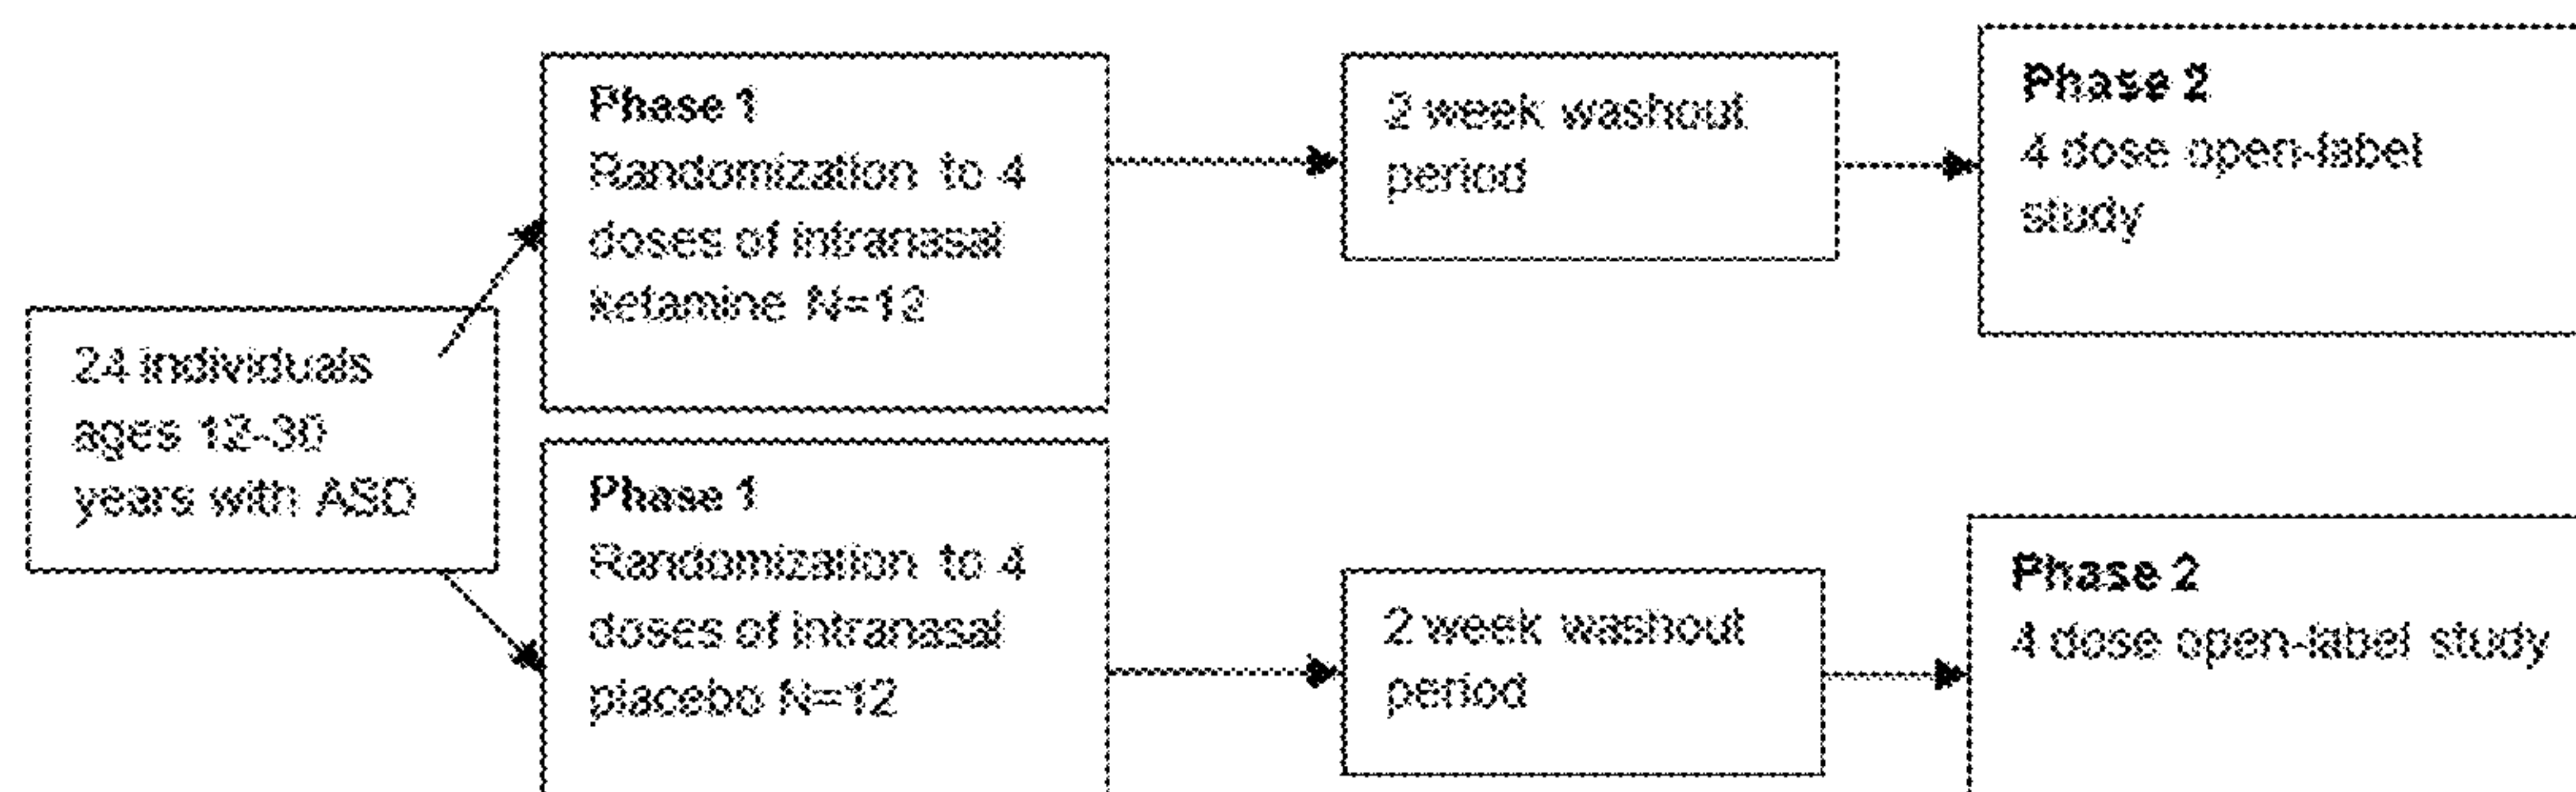 24 individuals
ages 12-30
years with ASD
Phase 1
Randomization to 4
doses of intranasal
ketamine N=12
2 week washout
period
Phase 2
4 dose open-label
study
Phase 1
Randomization to 4
doses of intranasal
placebo N=12
2 week washout
period
Phase 2
4 dose open-label study